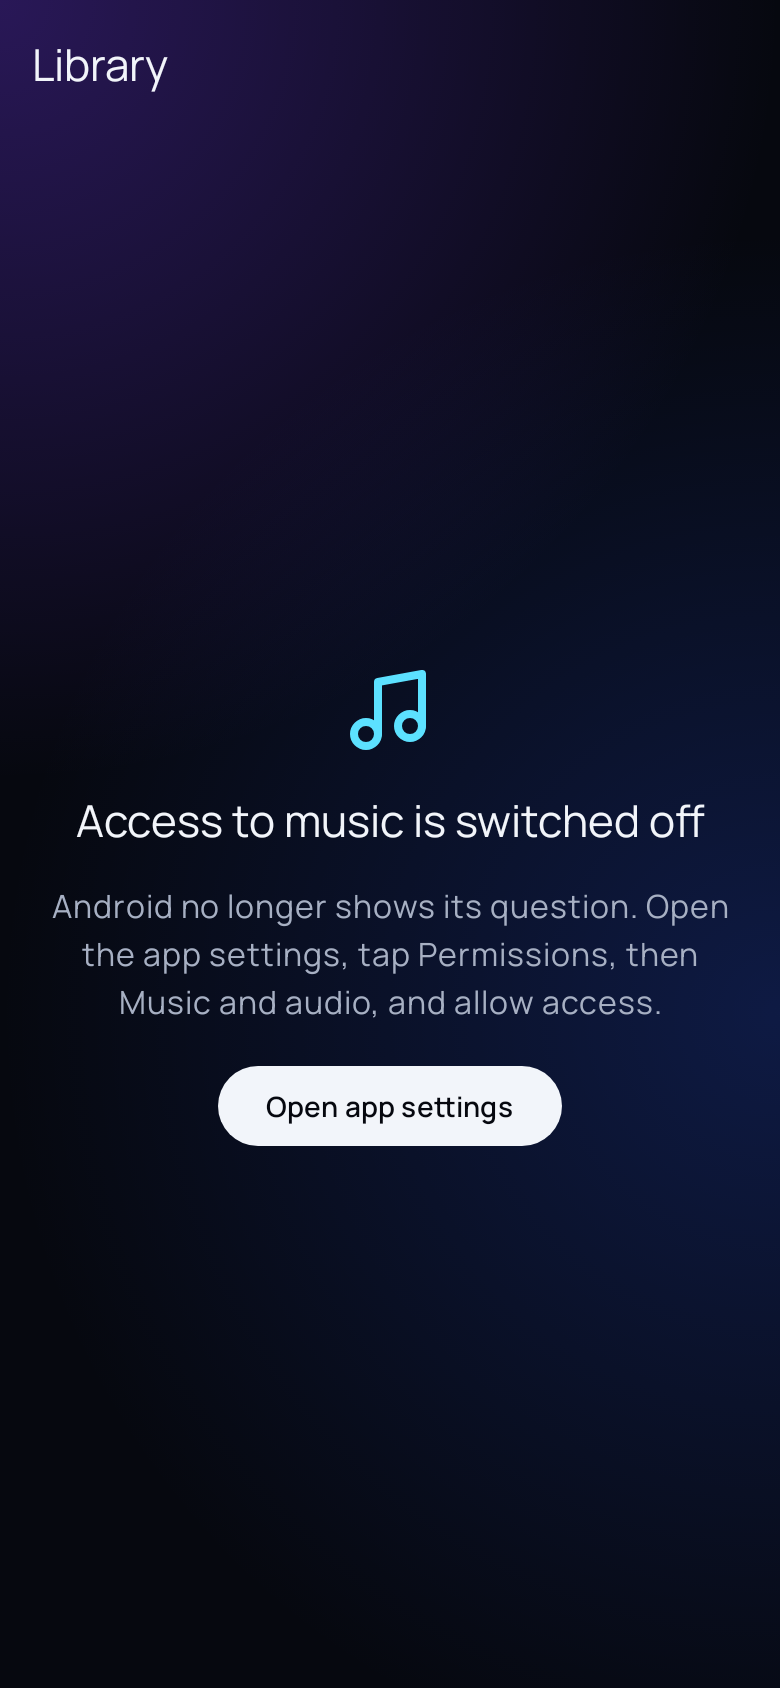 Library
Access to music is switched off
Android no longer shows its question. Open
the app settings, tap Permissions, then
Music and audio, and allow access.
Open app settings